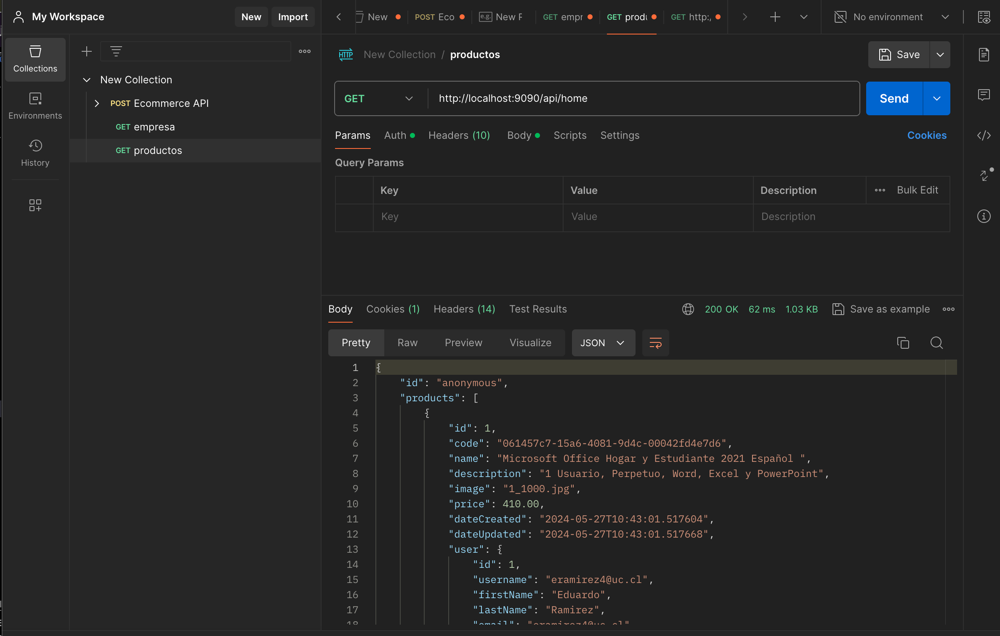 My Workspace
New
Import
New
POST Eco
e.g. New F
GET empr
GET produ
GET http:/
No environment
Collections
Environments
History
New Collection
POST Ecommerce API
GET empresa
GET productos
HTTP New Collection / productos
Save
GET http://localhost:9090/api/home
Send
Params Auth Headers (10) Body Scripts Settings Cookies
Query Params
Key Value Description Bulk Edit
Key Value Description
Body Cookies (1) Headers (14) Test Results 200 OK 62 ms 1.03 KB Save as example
Pretty Raw Preview Visualize JSON
1 {
2 "id": "anonymous",
3 "products": [
4 {
5 "id": 1,
6 "code": "061457c7-15a6-4081-9d4c-00042fd4e7d6",
7 "name": "Microsoft Office Hogar y Estudiante 2021 Español ",
8 "description": "1 Usuario, Perpetuo, Word, Excel y PowerPoint",
9 "image": "1_1000.jpg",
10 "price": 410.00,
11 "dateCreated": "2024-05-27T10:43:01.517604",
12 "dateUpdated": "2024-05-27T10:43:01.517668",
13 "user": {
14 "id": 1,
15 "username": "eramirez4@uc.cl",
16 "firstName": "Eduardo",
17 "lastName": "Ramirez",
18 "email": "eramirez4@uc.cl"